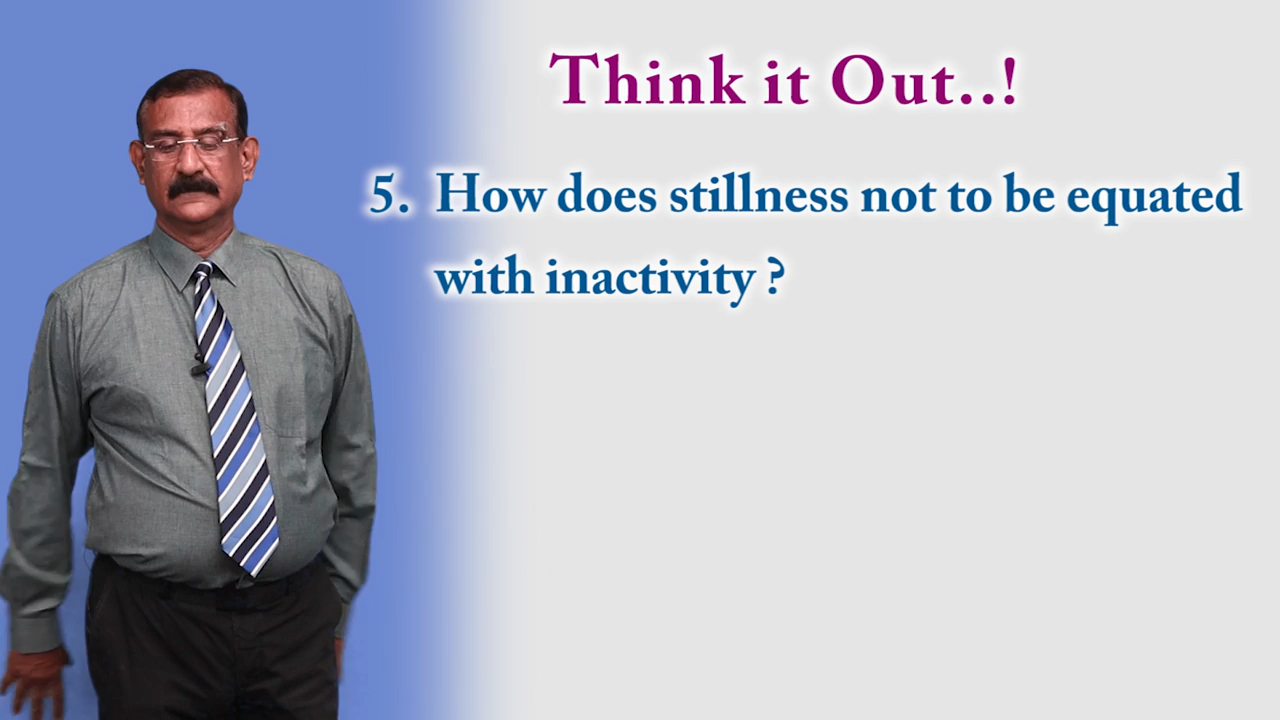 Think it Out..!
5. How does stillness not to be equated
with inactivity ?